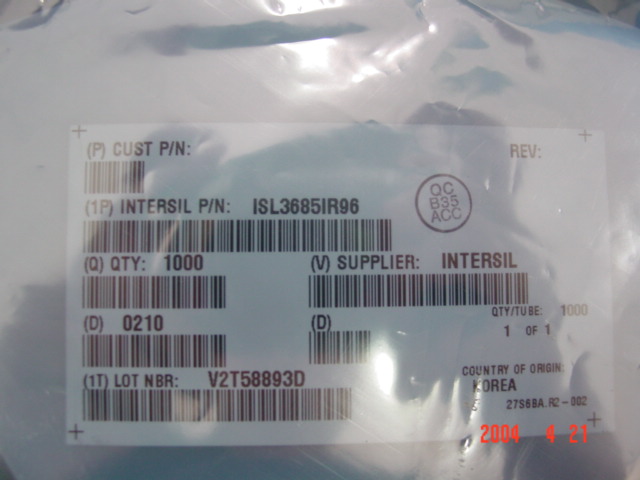 (P) CUST P/N:
REV:
(1P) INTERSIL P/N: ISL3685IR96
QC
B35
ACC
(Q) QTY: 1000
(V) SUPPLIER: INTERSIL
QTY/TUBE: 1000
(D) 0210
(D)
1 OF 1
(1T) LOT NBR: V2T58893D
COUNTRY OF ORIGIN:
KOREA
27S6BA.R2-002
2004 4 21